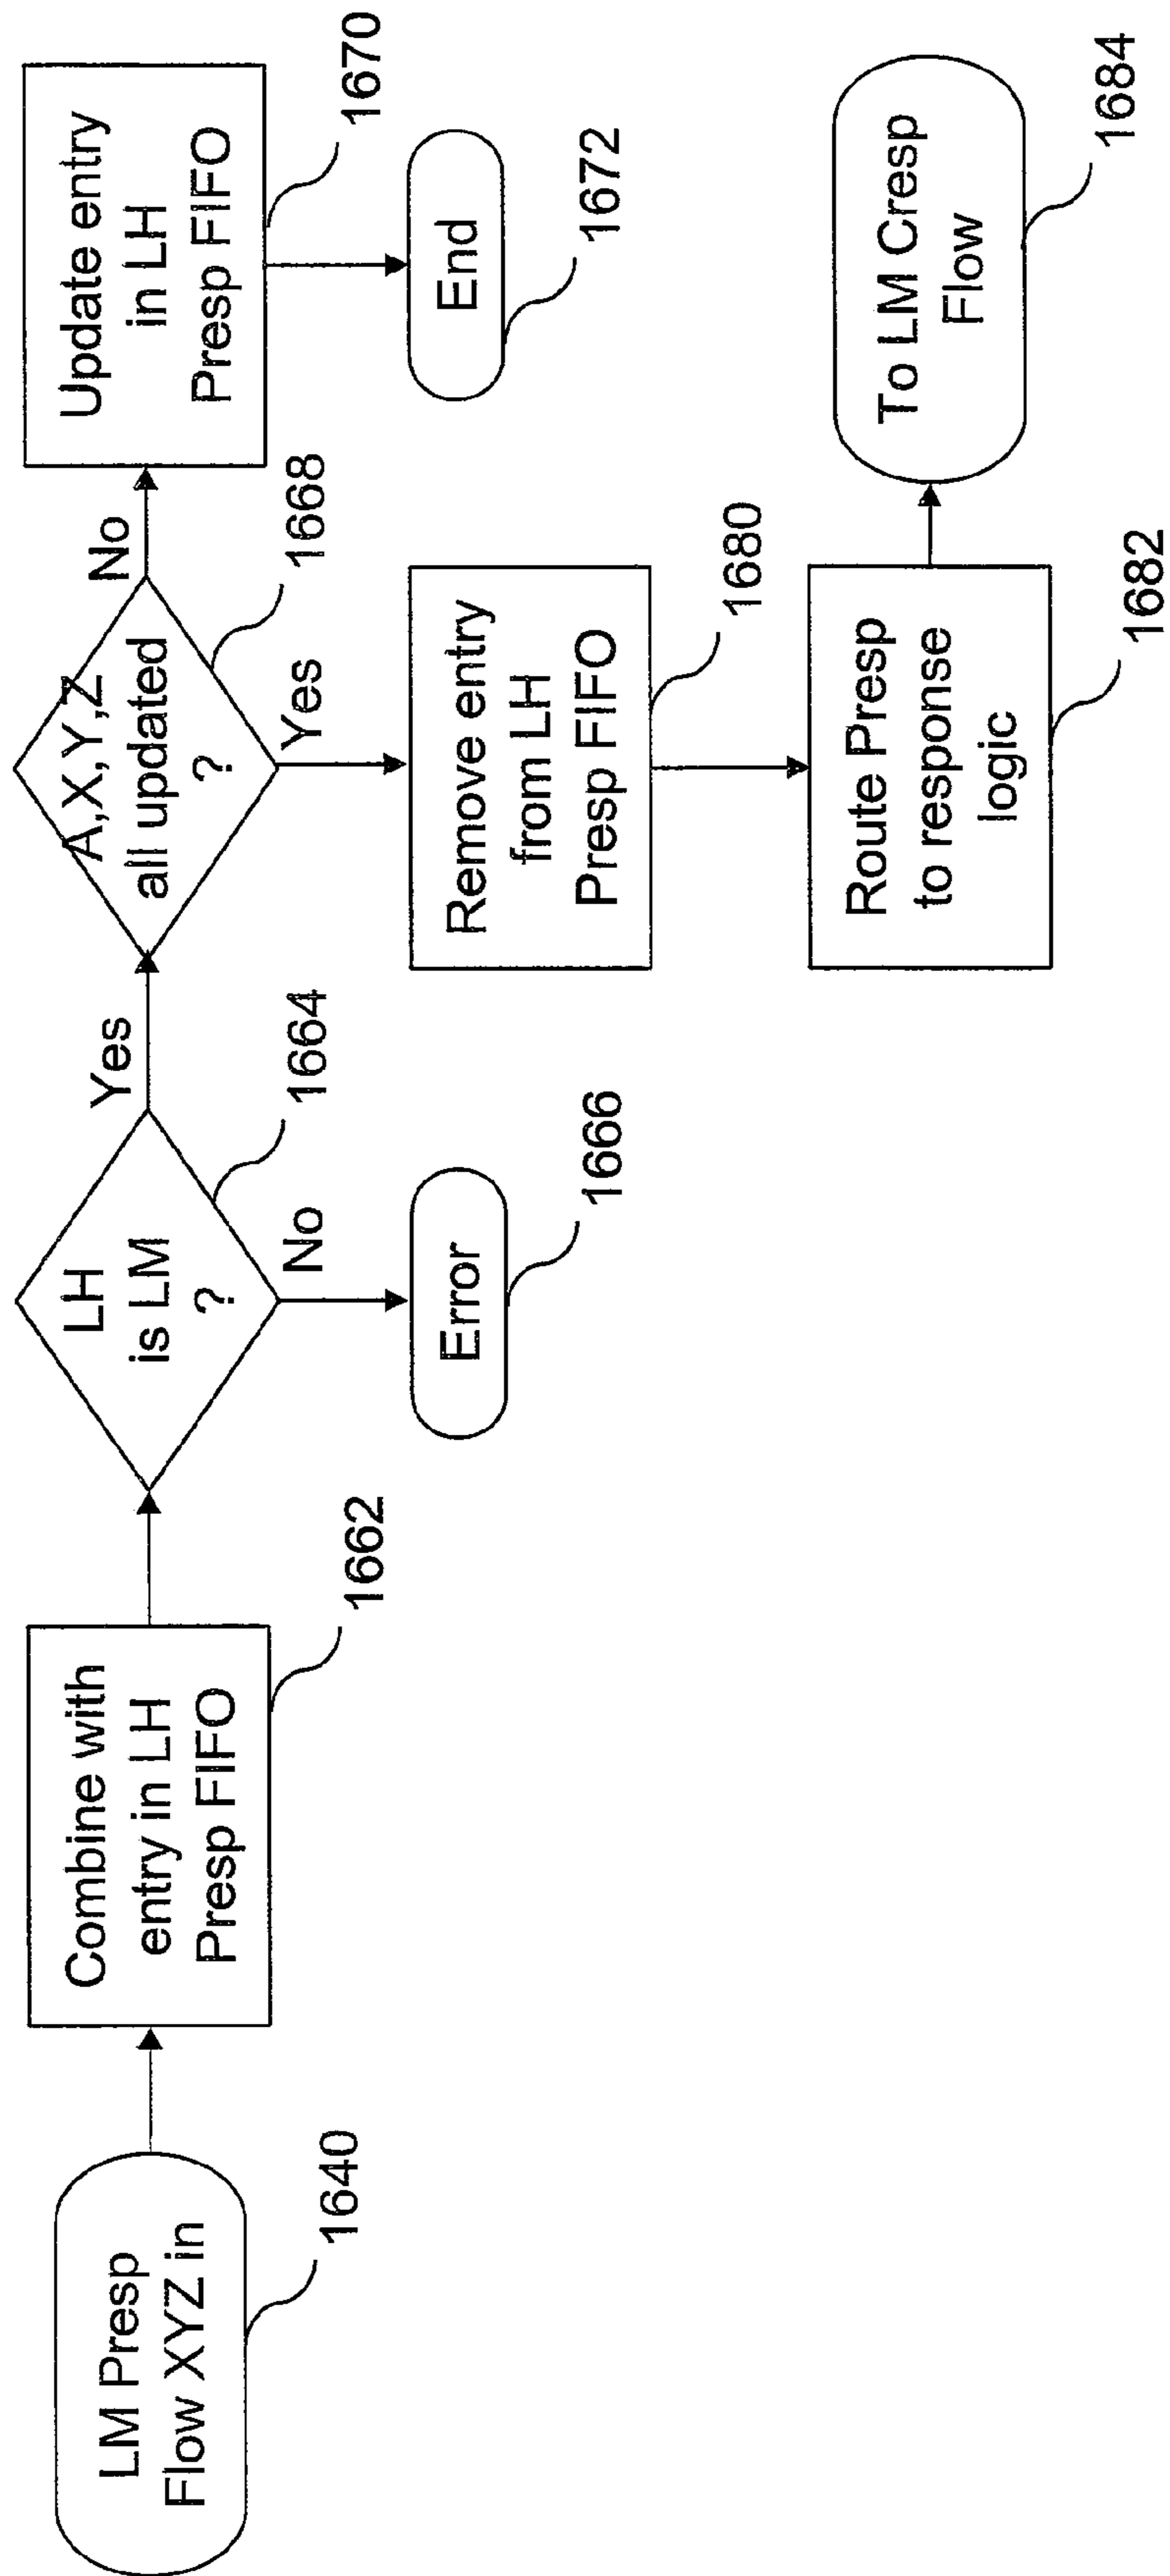 LM Presp
Flow XYZ in
1640
Combine with
entry in LH
Presp FIFO
1662
LH
is LM
?
1664
Yes
No
Error
1666
A,X,Y,Z
all updated
?
1668
No
Yes
Update entry
in LH
Presp FIFO
1670
End
1672
Remove entry
from LH
Presp FIFO
1680
Route Presp
to response
logic
1682
To LM Cresp
Flow
1684